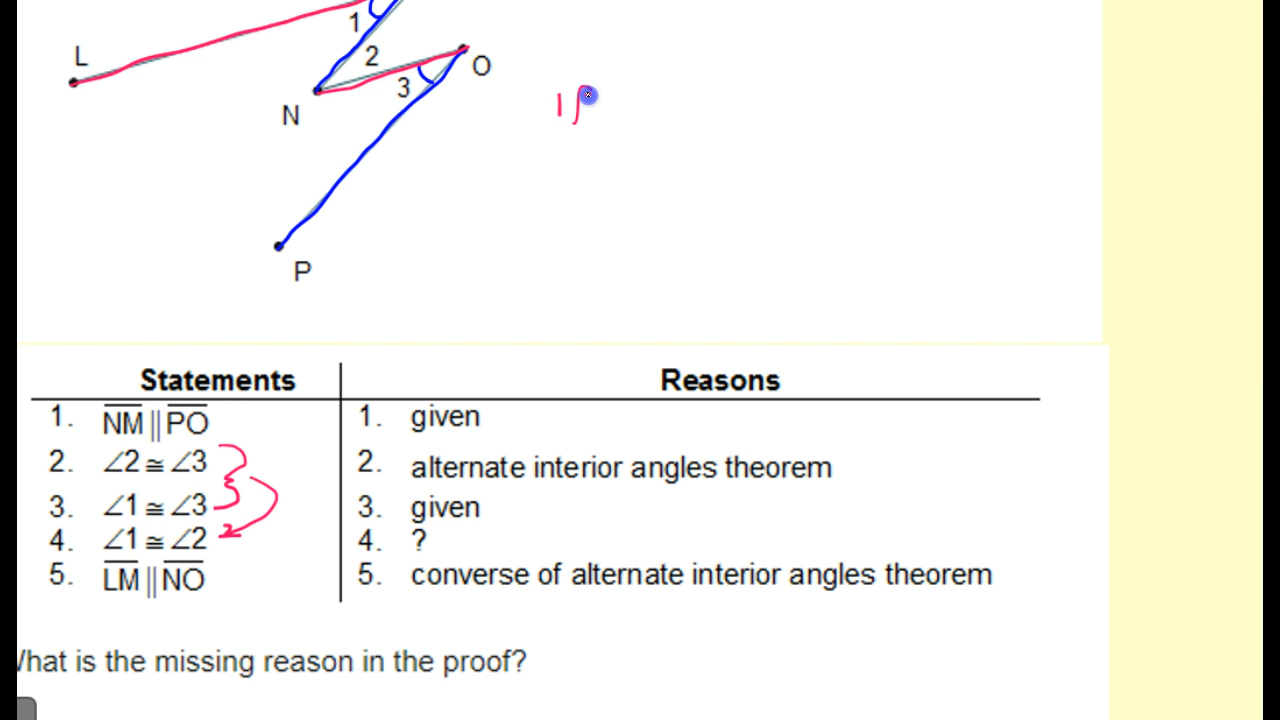 1
L
2
O
3
N
1f
P
Statements Reasons
1. NM || PO 1. given
2. ∠2 ≅ ∠3 2. alternate interior angles theorem
3. ∠1 ≅ ∠3 3. given
4. ∠1 ≅ ∠2 4. ?
5. LM || NO 5. converse of alternate interior angles theorem
hat is the missing reason in the proof?